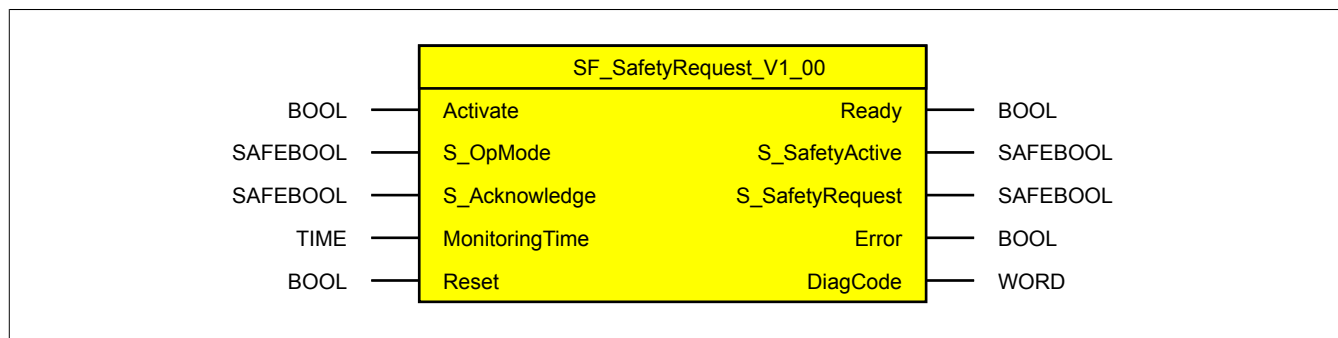 SF_SafetyRequest_V1_00
BOOL Activate Ready BOOL
SAFEBOOL S_OpMode S_SafetyActive SAFEBOOL
SAFEBOOL S_Acknowledge S_SafetyRequest SAFEBOOL
TIME MonitoringTime Error BOOL
BOOL Reset DiagCode WORD